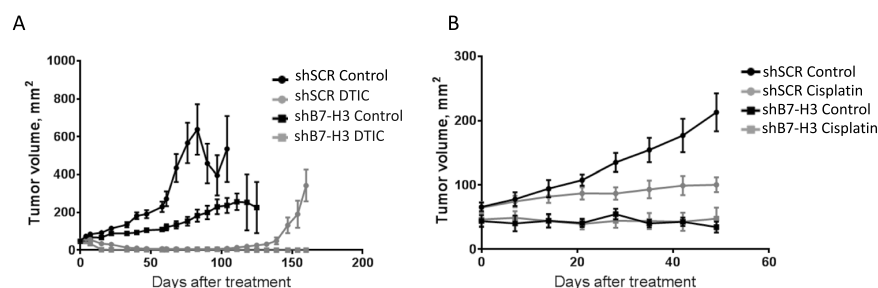 A
B
Tumor volume, mm2
1000
800
600
400
200
0
0
50
100
150
200
Days after treatment
shSCR Control
shSCR DTIC
shB7-H3 Control
shB7-H3 DTIC
Tumor volume, mm2
300
200
100
0
0
20
40
60
Days after treatment
shSCR Control
shSCR Cisplatin
shB7-H3 Control
shB7-H3 Cisplatin